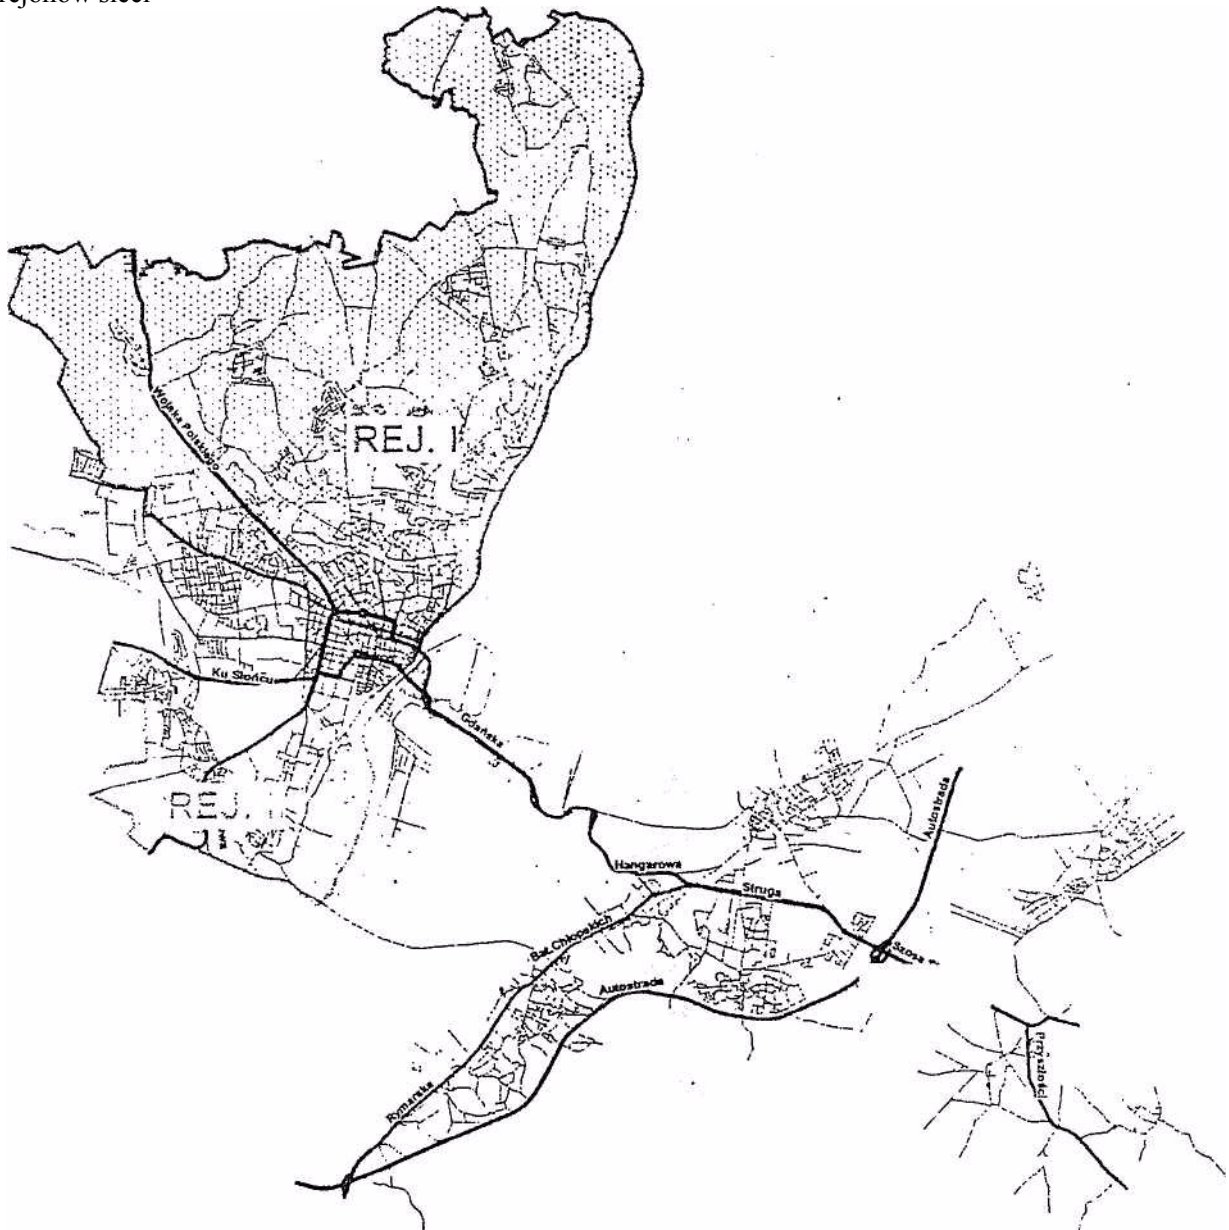 rejonów sieci
Wojska Polskiego
REJ. I
Ku Słońcu
Gdańska
REJ. I
Autostrada
Hangarowa
Struga
Bat. Chłopskich
Szosa
Autostrada
Przyszłości
Rymarska